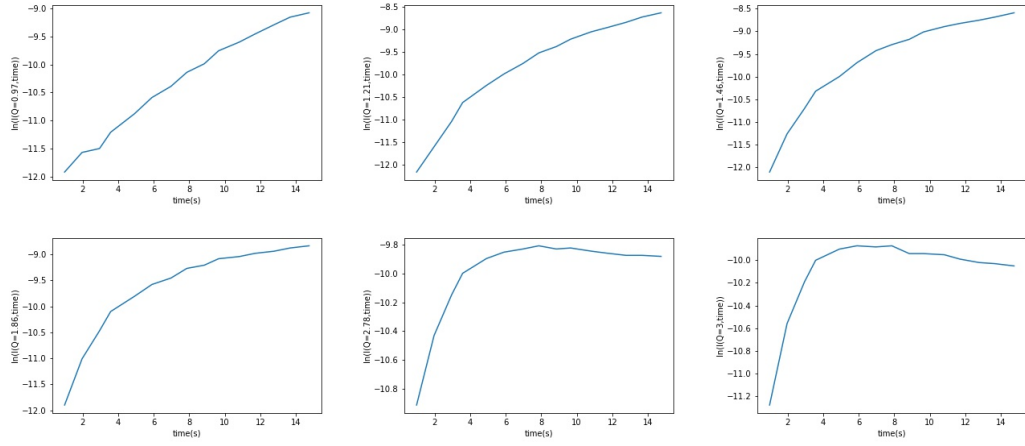 ln(I(Q=0.97,time))
−9.0
−9.5
−10.0
−10.5
−11.0
−11.5
−12.0
2 4 6 8 10 12 14
time(s)
ln(I(Q=1.21,time))
−8.5
−9.0
−9.5
−10.0
−10.5
−11.0
−11.5
−12.0
2 4 6 8 10 12 14
time(s)
ln(I(Q=1.46,time))
−8.5
−9.0
−9.5
−10.0
−10.5
−11.0
−11.5
−12.0
2 4 6 8 10 12 14
time(s)
ln(I(Q=1.86,time))
−9.0
−9.5
−10.0
−10.5
−11.0
−11.5
−12.0
2 4 6 8 10 12 14
time(s)
ln(I(Q=2.78,time))
−9.8
−10.0
−10.2
−10.4
−10.6
−10.8
2 4 6 8 10 12 14
time(s)
ln(I(Q=3,time))
−10.0
−10.2
−10.4
−10.6
−10.8
−11.0
−11.2
2 4 6 8 10 12 14
time(s)